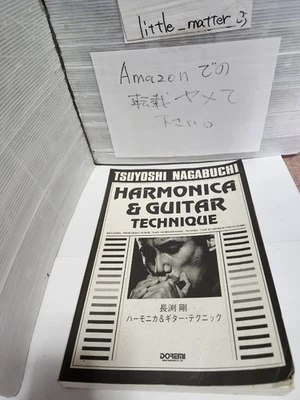 little_matter_3
Amazonでの
転載ヤメて
下さい。
TSUYOSHI NAGABUCHI
HARMONICA
& GUITAR
TECHNIQUE
長渕 剛
ハーモニカ&ギター・テクニック
DOREMI